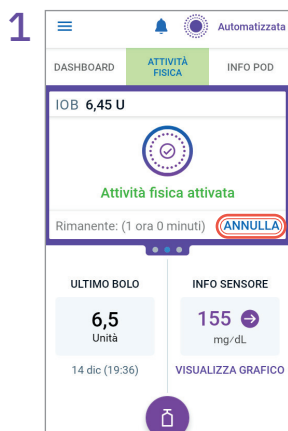 1
Automatizzata
DASHBOARD
ATTIVITÀ
FISICA
INFO POD
IOB 6,45 U
Attività fisica attivata
Rimanente: (1 ora 0 minuti) ANNULLA
ULTIMO BOLO
6,5
Unità
14 dic (19:36)
INFO SENSORE
155
mg/dL
VISUALIZZA GRAFICO